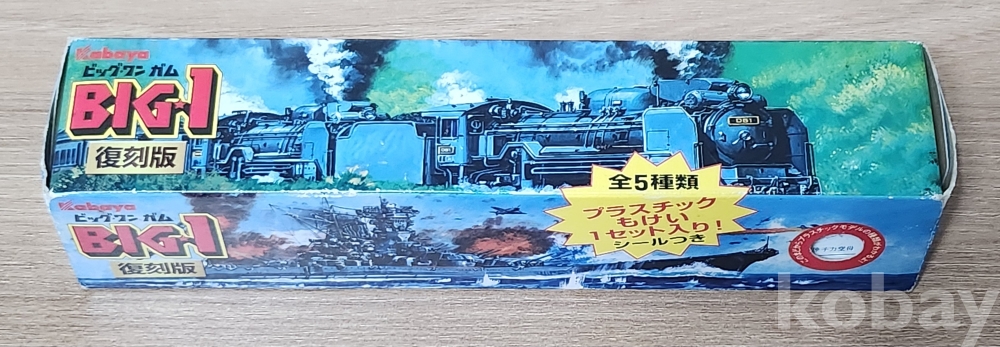 Kabaya
ビッグワン ガム
BIG-1
復刻版
D51
全5種類
プラスチック
もけい
1セット入り!
シールつき
Kabaya
ビッグワン ガム
BIG-1
復刻版
kobay